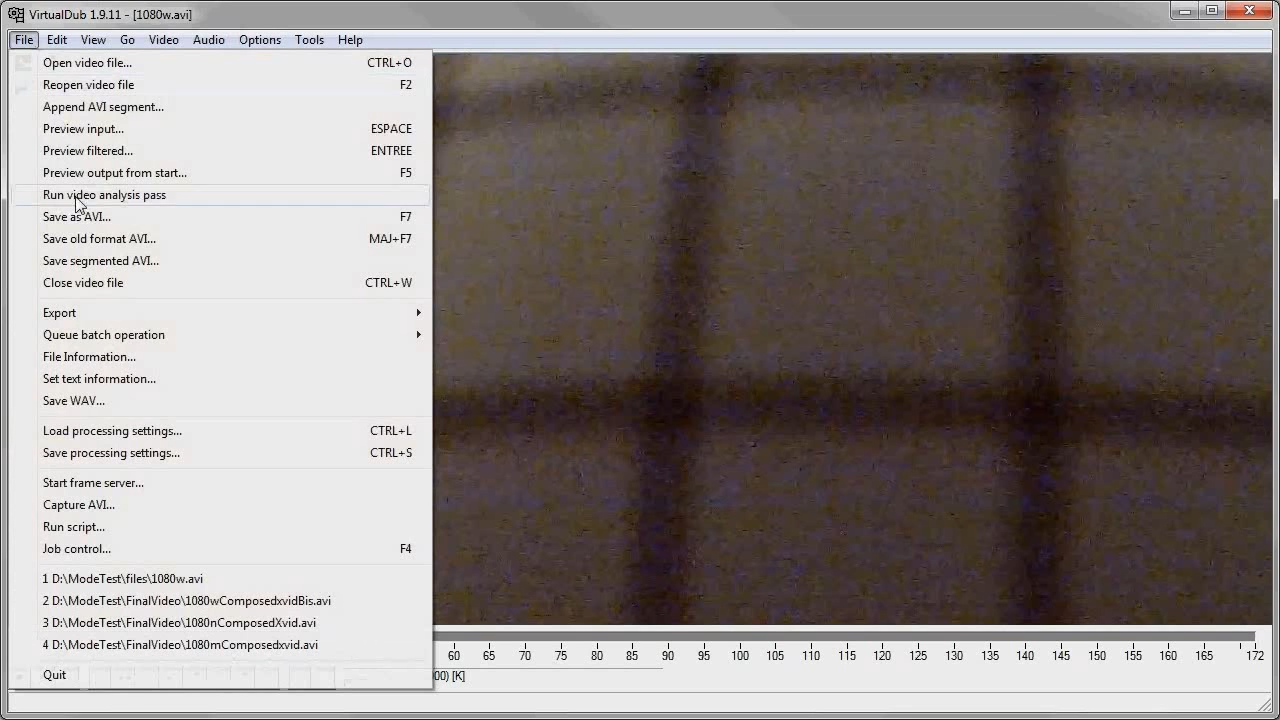 VirtualDub 1.9.11 - [1080w.avi]
File Edit View Go Video Audio Options Tools Help
Open video file... CTRL+O
Reopen video file F2
Append AVI segment...
Preview input... ESPACE
Preview filtered... ENTREE
Preview output from start... F5
Run video analysis pass
Save as AVI... F7
Save old format AVI... MAJ+F7
Save segmented AVI...
Close video file CTRL+W
Export
Queue batch operation
File Information...
Set text information...
Save WAV...
Load processing settings... CTRL+L
Save processing settings... CTRL+S
Start frame server...
Capture AVI...
Run script...
Job control... F4
1 D:\ModeTest\files\1080w.avi
2 D:\ModeTest\FinalVideo\1080wComposedxvidBis.avi
3 D:\ModeTest\FinalVideo\1080nComposedXvid.avi
4 D:\ModeTest\FinalVideo\1080mComposedxvid.avi
60 65 70 75 80 85 90 95 100 105 110 115 120 125 130 135 140 145 150 155 160 165 172
Quit
00) [K]